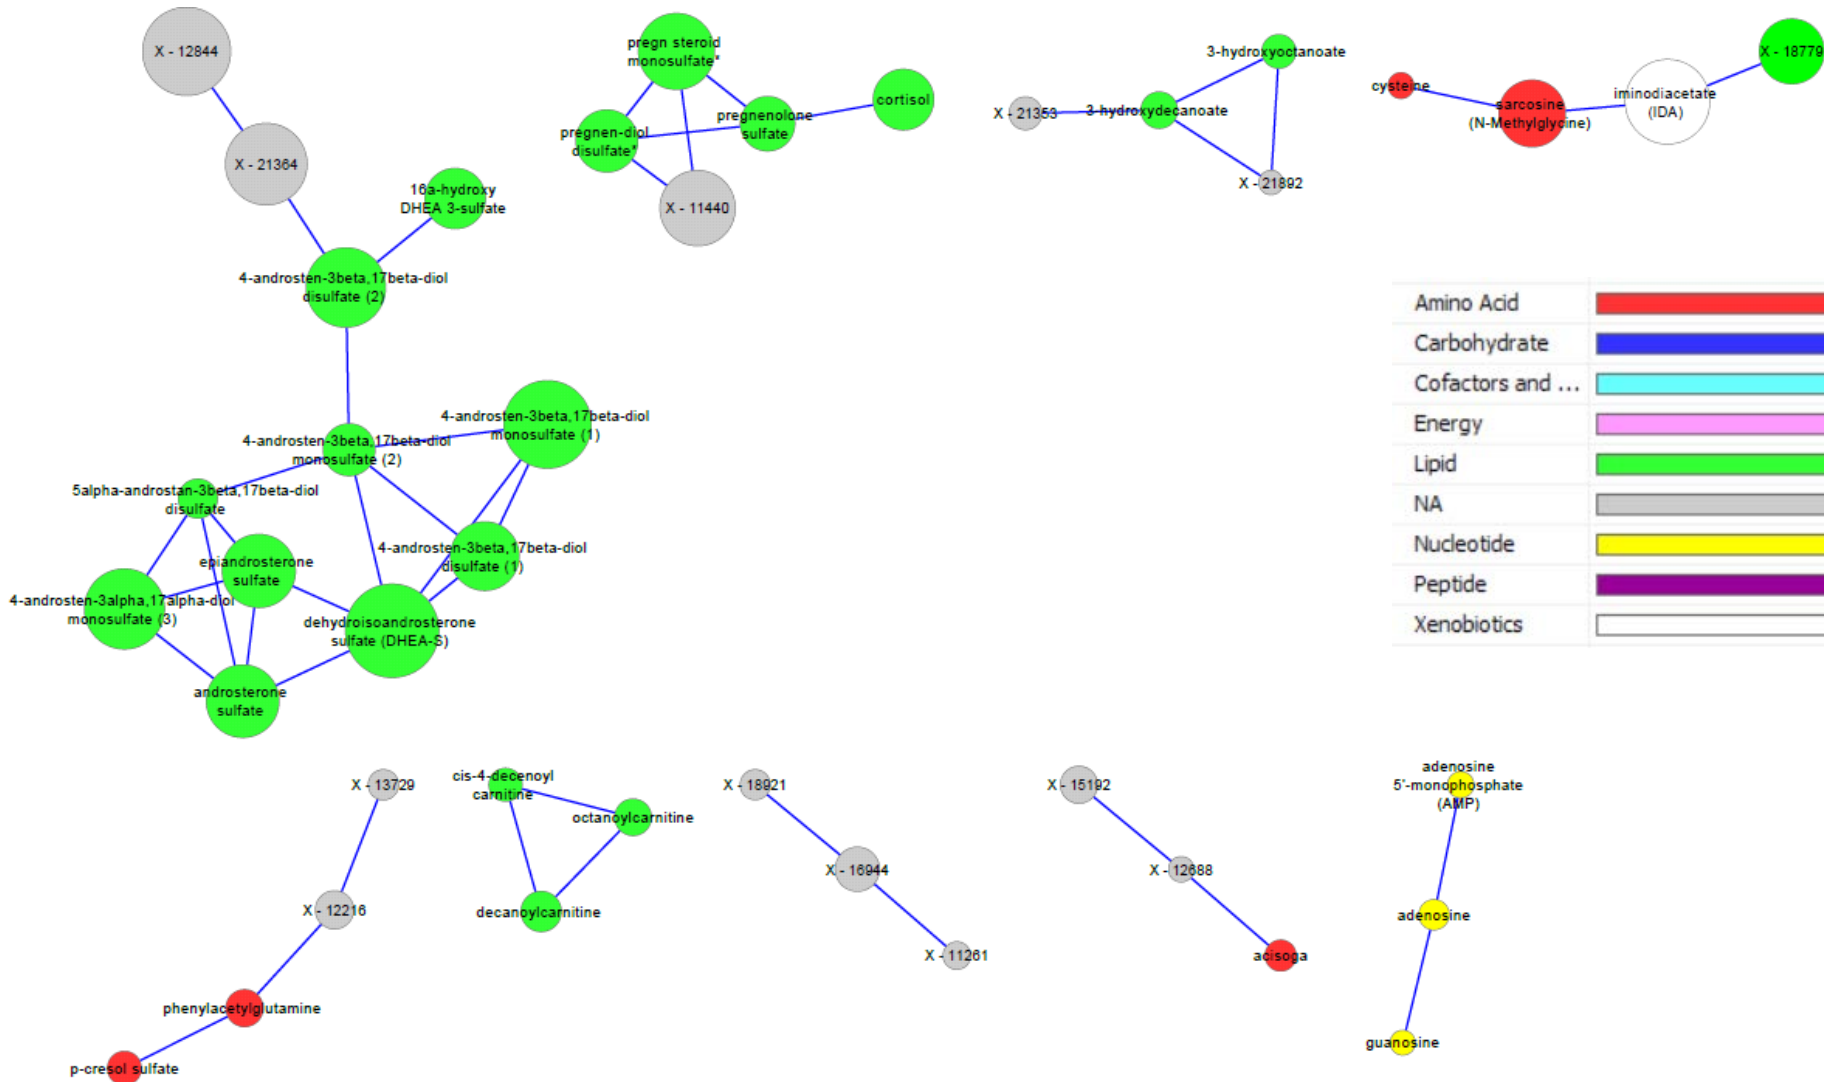 X - 12844
X - 21364
16a-hydroxy
DHEA 3-sulfate
4-androsten-3beta,17beta-diol
disulfate (2)
4-androsten-3beta,17beta-diol
monosulfate (1)
4-androsten-3beta,17beta-diol
monosulfate (2)
5alpha-androstan-3beta,17beta-diol
disulfate
4-androsten-3beta,17beta-diol
disulfate (1)
epiandrosterone
sulfate
4-androsten-3alpha,17alpha-diol
monosulfate (3)
dehydroisoandrosterone
sulfate (DHEA-S)
androsterone
sulfate
pregn steroid
monosulfate*
pregnen-diol
disulfate*
pregnenolone
sulfate
cortisol
X - 11440
3-hydroxyoctanoate
X - 21353
3-hydroxydecanoate
X - 21892
cysteine
sarcosine
(N-Methylglycine)
iminodiacetate
(IDA)
X - 18779
Amino Acid
Carbohydrate
Cofactors and ...
Energy
Lipid
NA
Nucleotide
Peptide
Xenobiotics
X - 13729
X - 12216
phenylacetylglutamine
p-cresol sulfate
cis-4-decenoyl
carnitine
octanoylcarnitine
decanoylcarnitine
X - 18921
X - 16944
X - 11261
X - 15192
X - 12688
acisoga
adenosine
5'-monophosphate
(AMP)
adenosine
guanosine